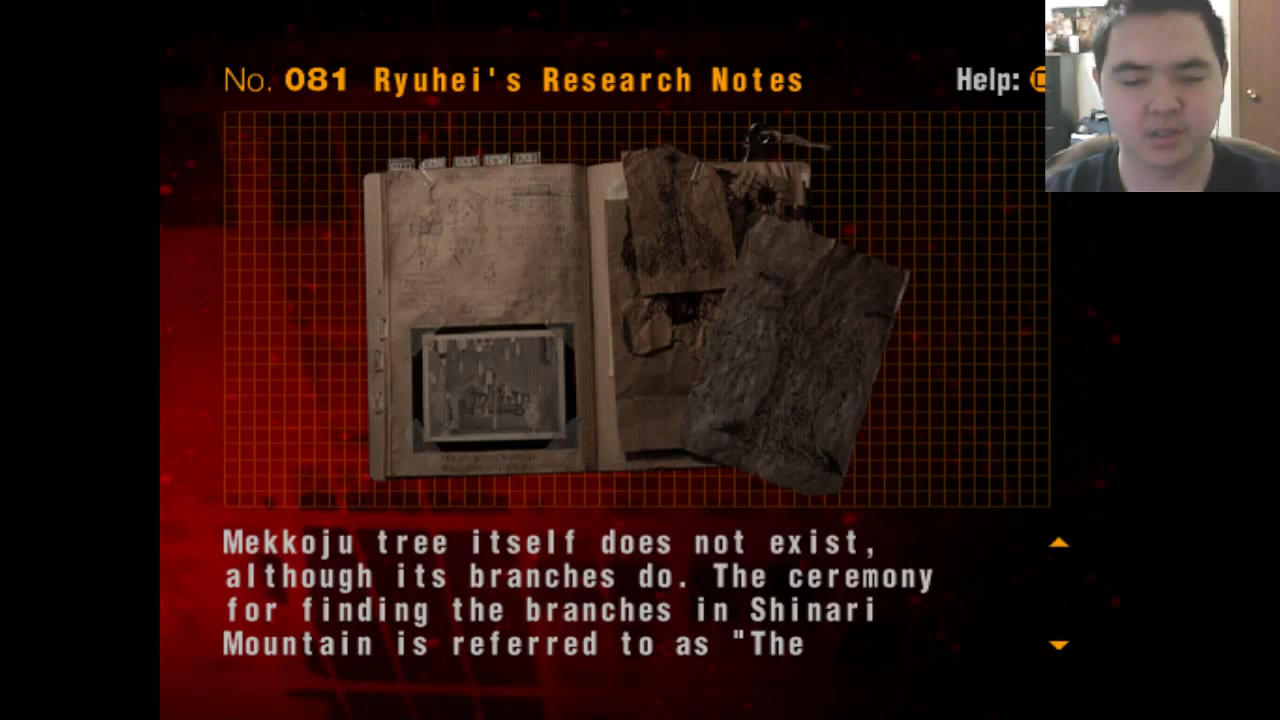 No. 081 Ryuhei's Research Notes
Help:
Mekkoju tree itself does not exist,
although its branches do. The ceremony
for finding the branches in Shinari
Mountain is referred to as "The